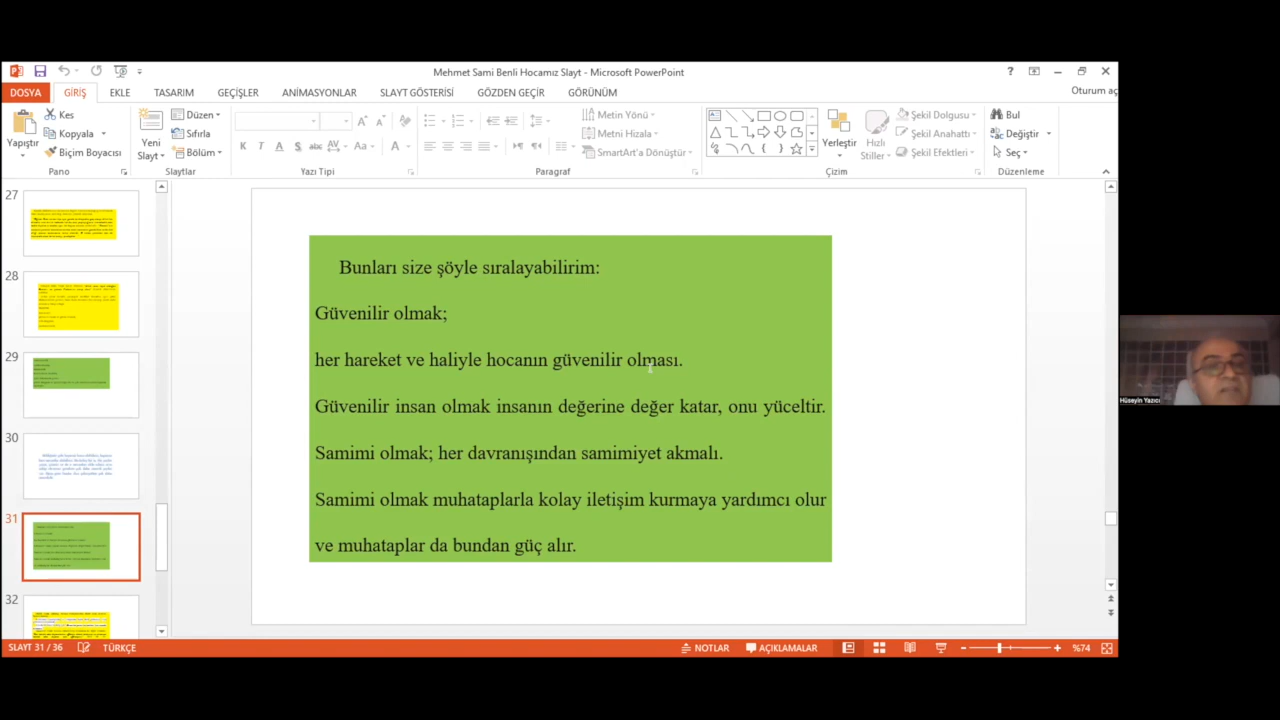 Mehmet Sami Benli Hocamız Slayt - Microsoft PowerPoint
Oturum aç
DOSYA GİRİŞ EKLE TASARIM GEÇİŞLER ANİMASYONLAR SLAYT GÖSTERİSİ GÖZDEN GEÇİR GÖRÜNÜM
Yapıştır
Kes
Kopyala
Biçim Boyacısı
Pano
Yeni Slayt
Düzen
Sıfırla
Bölüm
Slaytlar
Yazı Tipi
Metin Yönü
Metni Hizala
SmartArt'a Dönüştür
Paragraf
Yerleştir
Hızlı Stiller
Şekil Dolgusu
Şekil Anahattı
Şekil Efektleri
Çizim
Bul
Değiştir
Seç
Düzenleme
27
28
29
30
31
32
Bunları size şöyle sıralayabilirim:
Güvenilir olmak;
her hareket ve haliyle hocanın güvenilir olması.
Güvenilir insan olmak insanın değerine değer katar, onu yüceltir.
Samimi olmak; her davranışından samimiyet akmalı.
Samimi olmak muhataplarla kolay iletişim kurmaya yardımcı olur
ve muhataplar da bundan güç alır.
Hüseyin Yazıcı
SLAYT 31 / 36 TÜRKÇE NOTLAR AÇIKLAMALAR %74